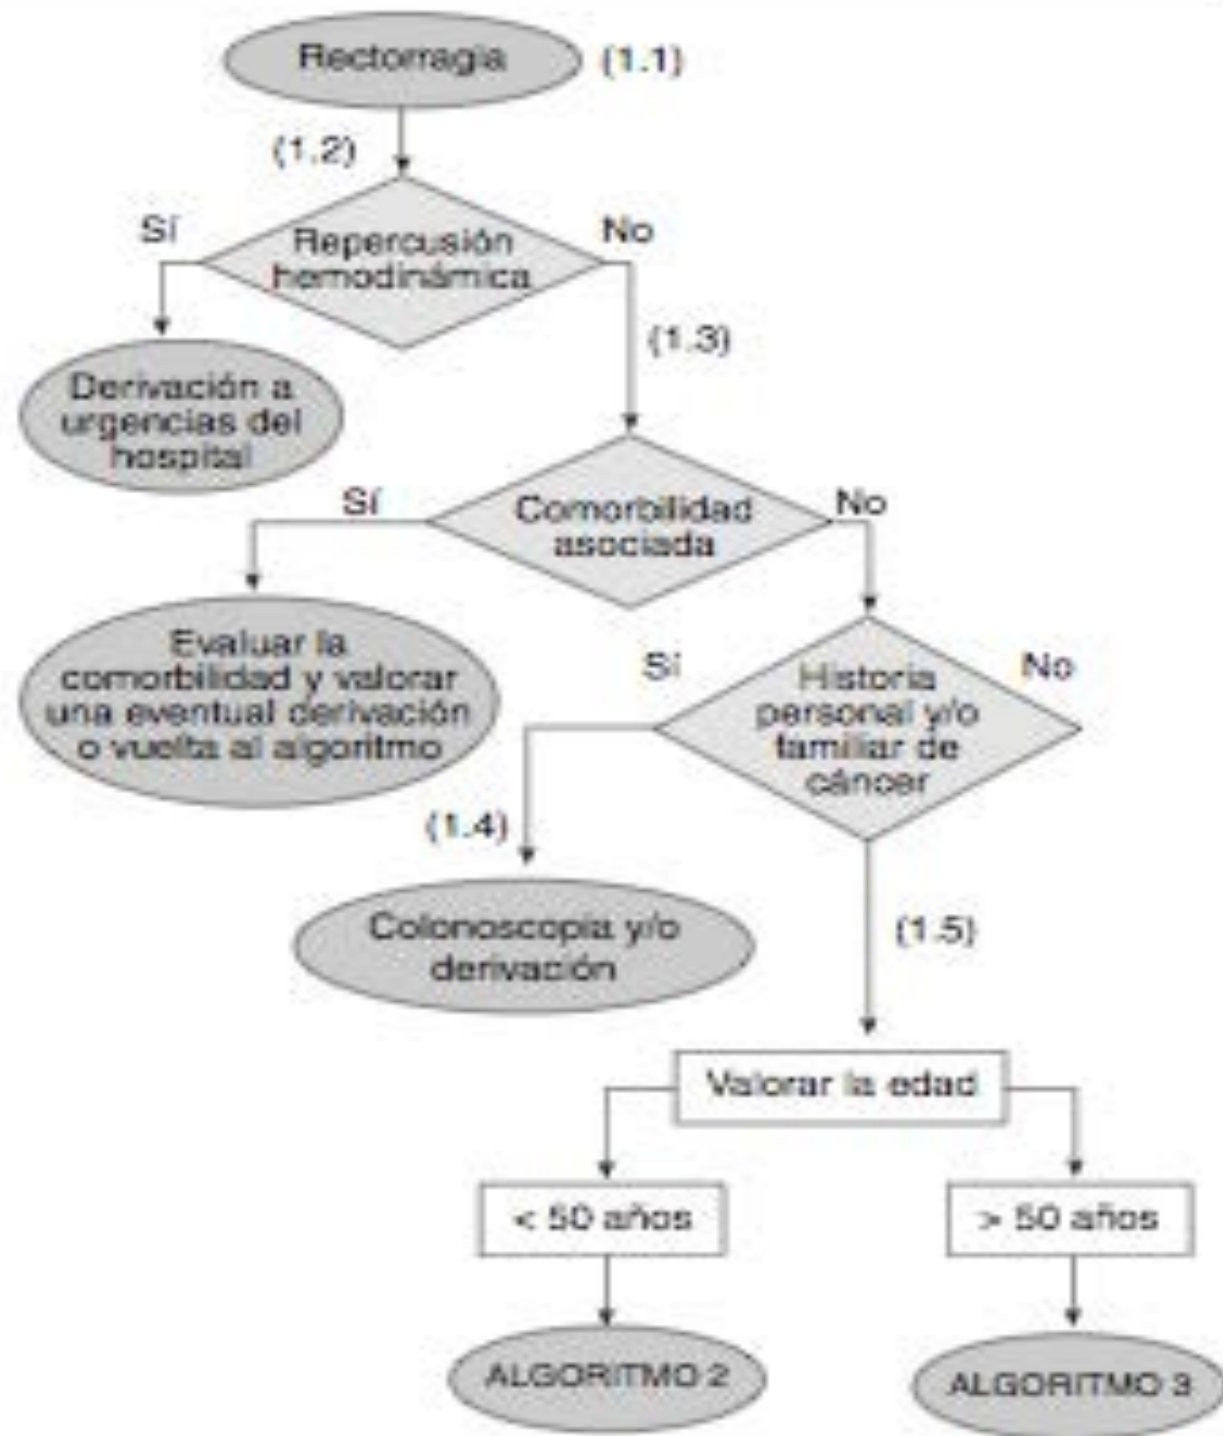 Rectorragia
(1.1)
(1.2)
Sí
No
Repercusión
hemodinámica
(1.3)
Derivación a
urgencias del
hospital
Sí
No
Comorbilidad
asociada
Evaluar la
comorbilidad y valorar
una eventual derivación
o vuelta al algoritmo
Sí
No
Historia
personal y/o
familiar de
cáncer
(1.4)
Colonoscopia y/o
derivación
(1.5)
Valorar la edad
< 50 años
> 50 años
ALGORITMO 2
ALGORITMO 3